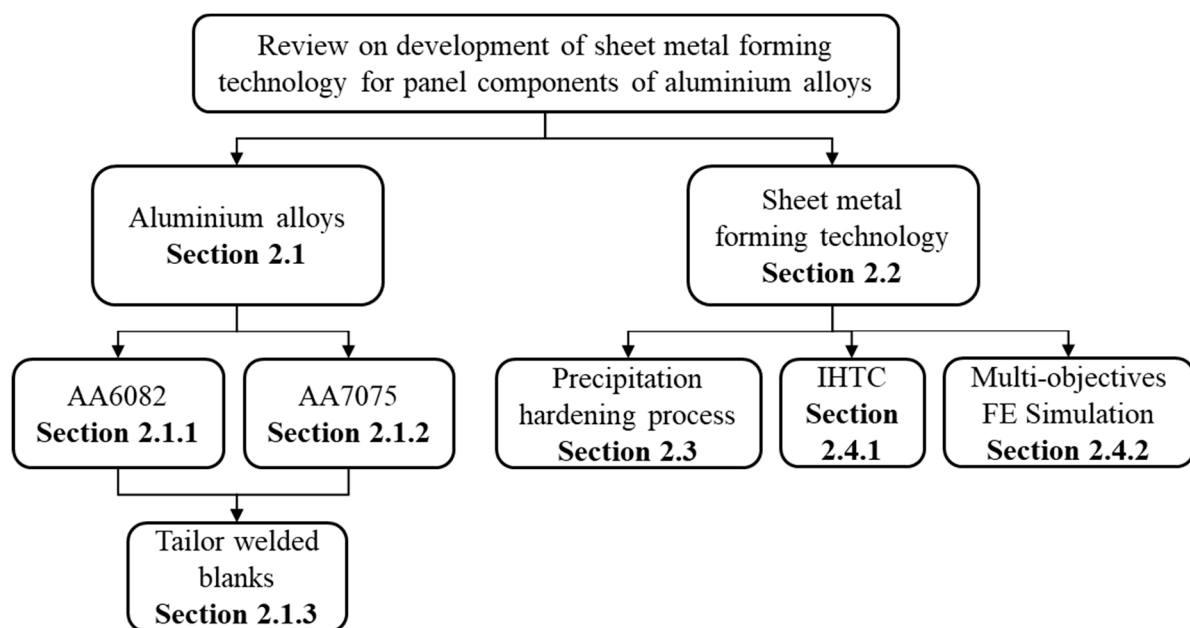 Review on development of sheet metal forming
technology for panel components of aluminium alloys
Aluminium alloys
Section 2.1
Sheet metal
forming technology
Section 2.2
AA6082
Section 2.1.1
AA7075
Section 2.1.2
Precipitation
hardening process
Section 2.3
IHTC
Section
2.4.1
Multi-objectives
FE Simulation
Section 2.4.2
Tailor welded
blanks
Section 2.1.3